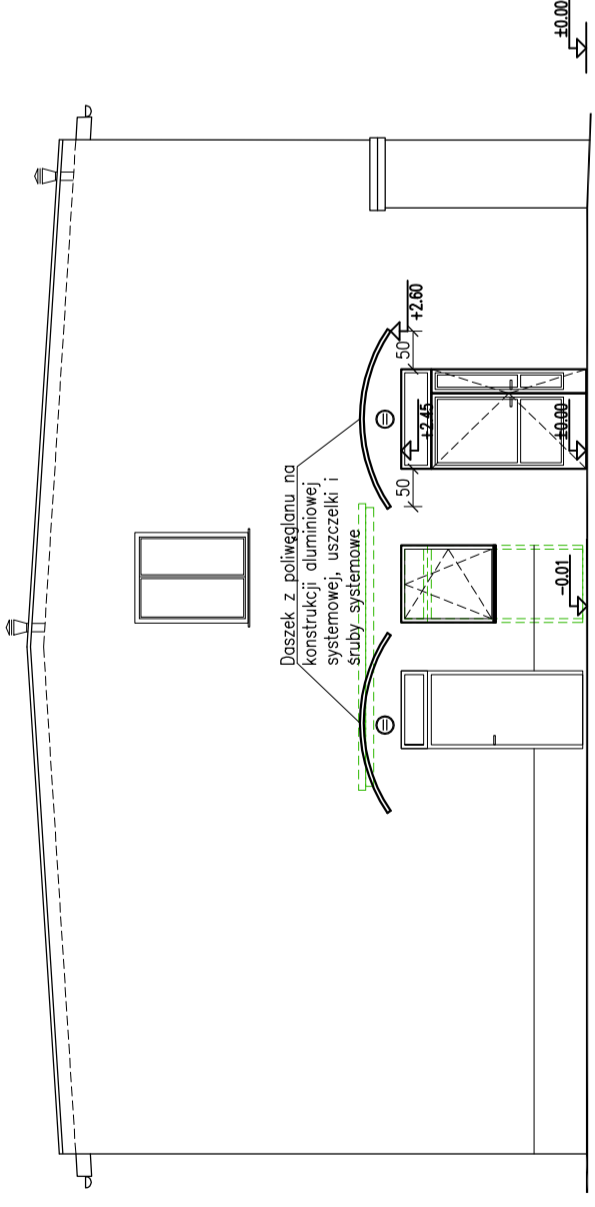 ±0.00
Daszek z poliwęglanu na
konstrukcji aluminiowej
systemowej, uszczelki i
śruby systemowe
+2.60
50
+2.45
50
±0.00
-0.01